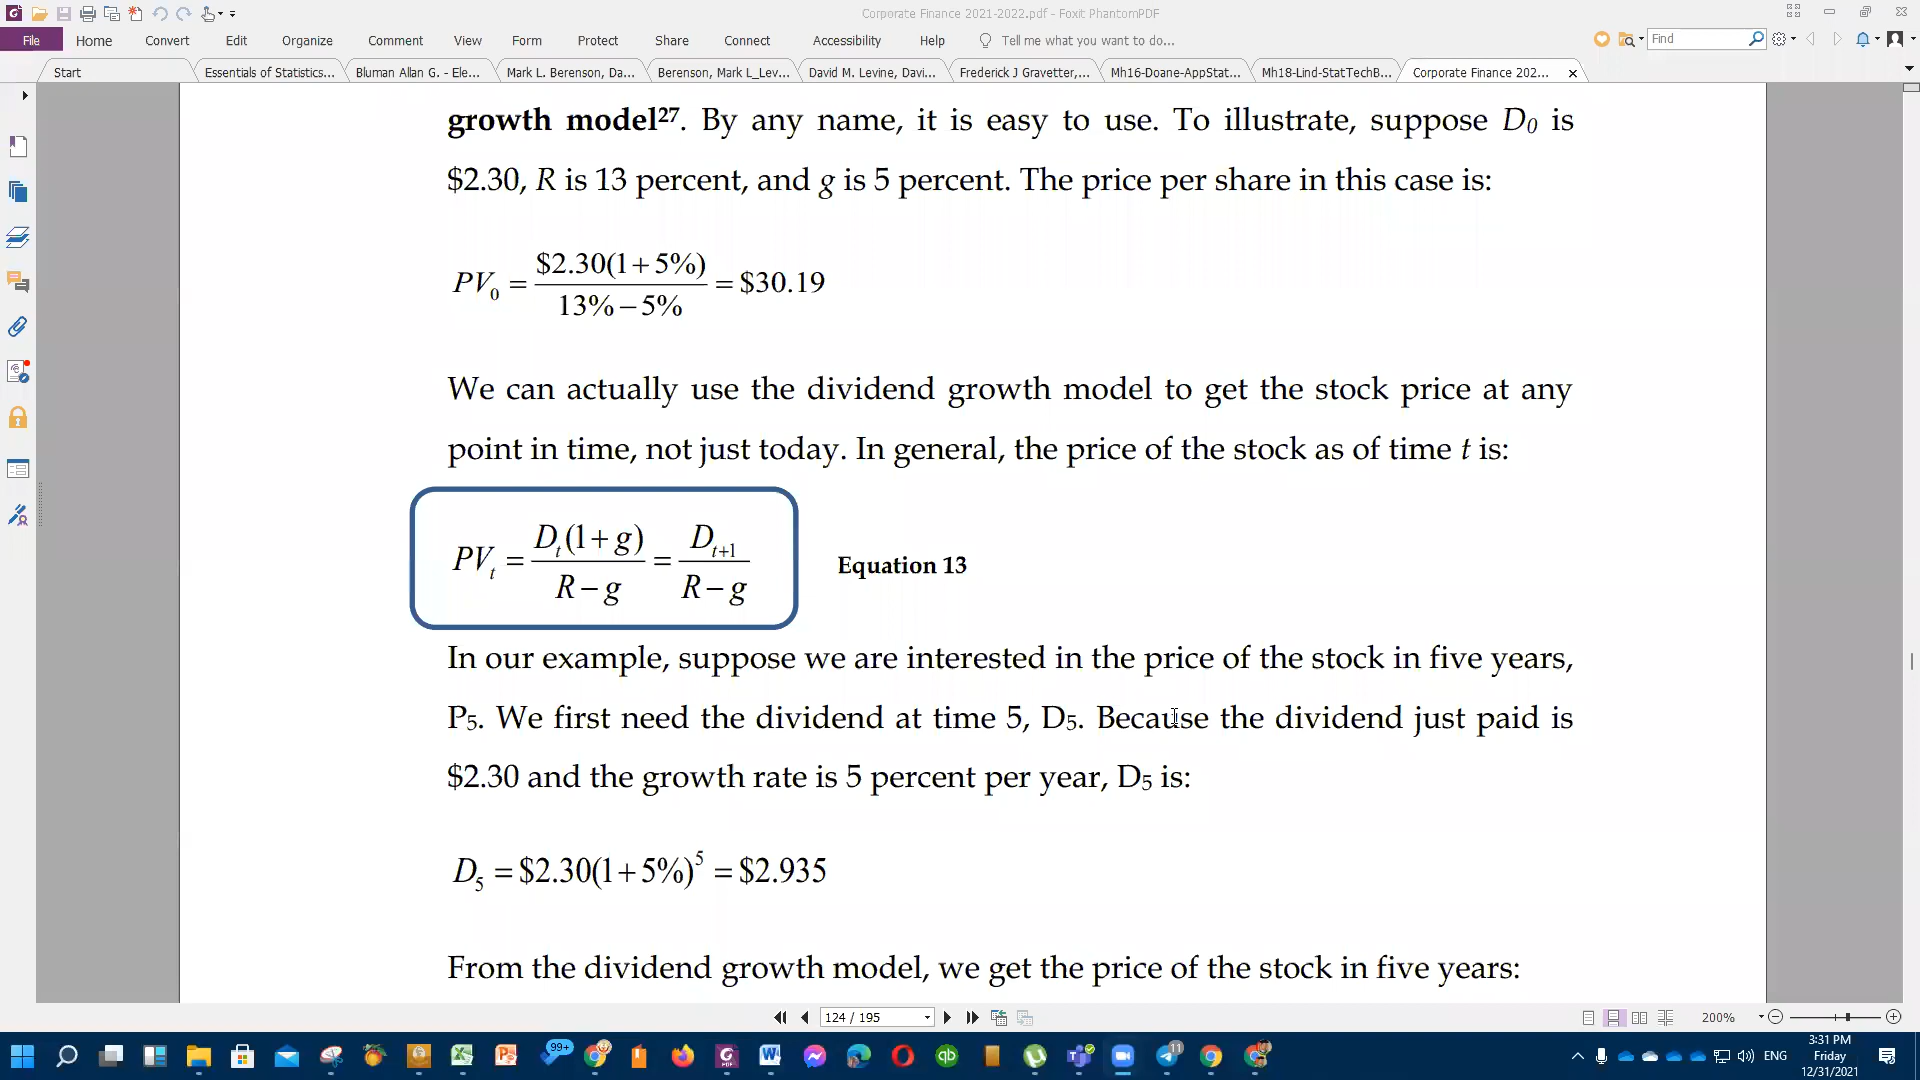 Corporate Finance 2021-2022.pdf - Foxit PhantomPDF
File Home Convert Edit Organize Comment View Form Protect Share Connect Accessibility Help Tell me what you want to do... Find
Start Essentials of Statistics... Bluman Allan G. - Ele... Mark L. Berenson, Da... Berenson, Mark L_Lev... David M. Levine, Davi... Frederick J Gravetter,... Mh16-Doane-AppStat... Mh18-Lind-StatTechB... Corporate Finance 202...
growth model²⁷. By any name, it is easy to use. To illustrate, suppose D₀ is
$2.30, R is 13 percent, and g is 5 percent. The price per share in this case is:
PV₀ = $2.30(1+5%) / 13% − 5% = $30.19
We can actually use the dividend growth model to get the stock price at any
point in time, not just today. In general, the price of the stock as of time t is:
PVₜ = Dₜ(1+g) / R−g = Dₜ₊₁ / R−g Equation 13
In our example, suppose we are interested in the price of the stock in five years,
P₅. We first need the dividend at time 5, D₅. Because the dividend just paid is
$2.30 and the growth rate is 5 percent per year, D₅ is:
D₅ = $2.30(1+5%)⁵ = $2.935
From the dividend growth model, we get the price of the stock in five years:
124 / 195
200%
99+
11
ENG
3:31 PM
Friday
12/31/2021